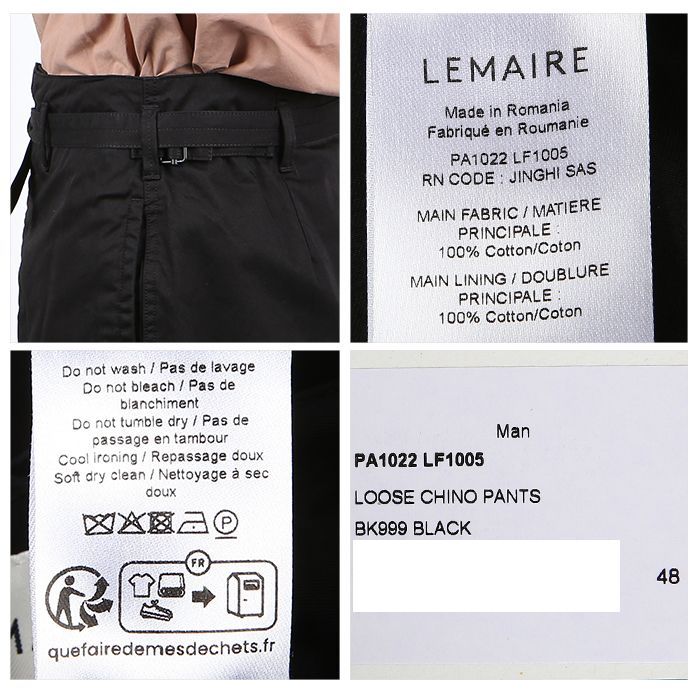 LEMAIRE
Made in Romania
Fabriqué en Roumanie
PA1022 LF1005
RN CODE : JINGHI SAS
MAIN FABRIC / MATIERE
PRINCIPALE :
100% Cotton/Coton
MAIN LINING / DOUBLURE
PRINCIPALE :
100% Cotton/Coton
Do not wash / Pas de lavage
Do not bleach / Pas de
blanchiment
Do not tumble dry / Pas de
passage en tambour
Cool ironing / Repassage doux
Soft dry clean / Nettoyage à sec
doux
P
FR
quefairedemesdechets.fr
Man
PA1022 LF1005
LOOSE CHINO PANTS
BK999 BLACK
48